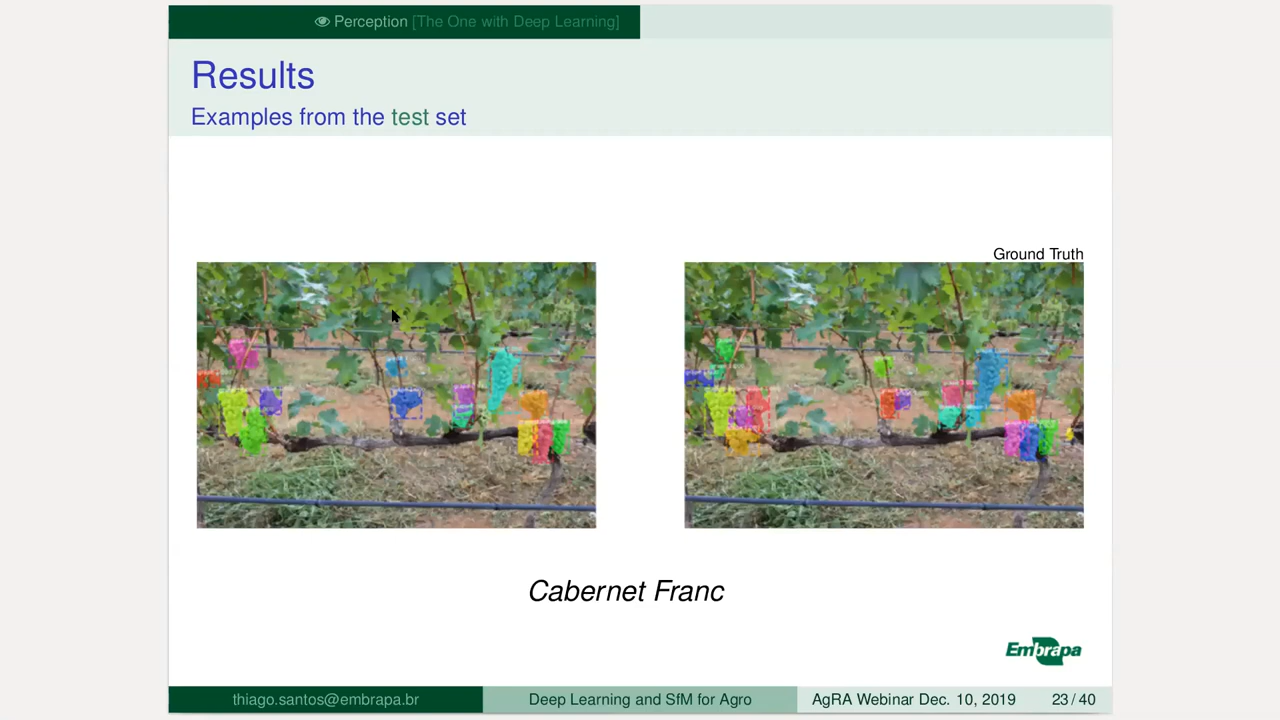 Perception [The One with Deep Learning]
Results
Examples from the test set
Ground Truth
Cabernet Franc
Embrapa
thiago.santos@embrapa.br
Deep Learning and SfM for Agro
AgRA Webinar Dec. 10, 2019
23 / 40